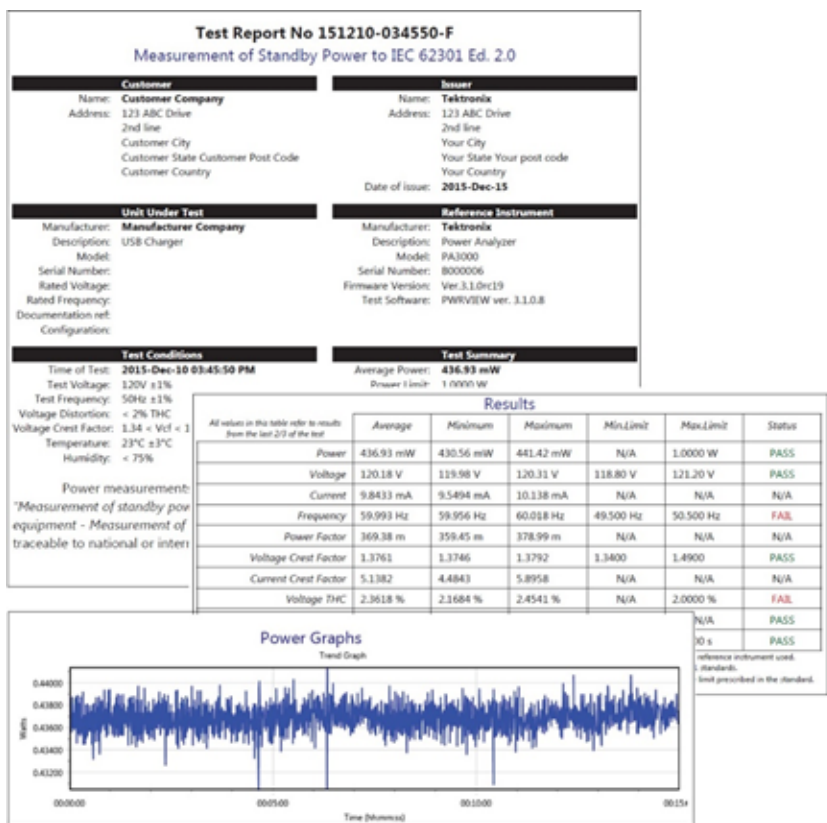 Test Report No 151210-034550-F
Measurement of Standby Power to IEC 62301 Ed. 2.0
Customer
Name: Customer Company
Address: 123 ABC Drive
2nd line
Customer City
Customer State Customer Post Code
Customer Country
Issuer
Name: Tektronix
Address: 123 ABC Drive
2nd line
Your City
Your State Your post code
Your Country
Date of issue: 2015-Dec-15
Unit Under Test
Manufacturer: Manufacturer Company
Description: USB Charger
Model:
Serial Number:
Rated Voltage:
Rated Frequency:
Documentation ref:
Configuration:
Reference Instrument
Manufacturer: Tektronix
Description: Power Analyzer
Model: PA3000
Serial Number: B000006
Firmware Version: Ver.3.1.0rc19
Test Software: PWRVIEW ver. 3.1.0.8
Test Conditions
Time of Test: 2015-Dec-10 03:45:50 PM
Test Voltage: 120V ±1%
Test Frequency: 50Hz ±1%
Voltage Distortion: < 2% THC
Voltage Crest Factor: 1.34 < Vcf < 1
Temperature: 23°C ±3°C
Humidity: < 75%
Test Summary
Average Power: 436.93 mW
Power Limit: 1.0000 W
Power measurement
"Measurement of standby pow
equipment - Measurement of
traceable to national or inter
Results
All values in this table refer to results from the last 2/3 of the test Average Minimum Maximum Min.Limit Max.Limit Status
Power 436.93 mW 430.56 mW 441.42 mW N/A 1.0000 W PASS
Voltage 120.18 V 119.98 V 120.31 V 118.80 V 121.20 V PASS
Current 9.8433 mA 9.5494 mA 10.138 mA N/A N/A N/A
Frequency 59.993 Hz 59.956 Hz 60.018 Hz 49.500 Hz 50.500 Hz FAIL
Power Factor 369.38 m 359.45 m 378.99 m N/A N/A N/A
Voltage Crest Factor 1.3761 1.3746 1.3792 1.3400 1.4900 PASS
Current Crest Factor 5.1382 4.4843 5.8958 N/A N/A N/A
Voltage THC 2.3618 % 2.1684 % 2.4541 % N/A 2.0000 % FAIL
N/A PASS
00 s PASS
reference instrument used.
standards.
limit prescribed in the standard.
Power Graphs
Trend Graph
Watts
0.44000
0.43800
0.43600
0.43400
0.43200
00:00:00 00:05:00 00:10:00 00:15:
Time (hh:mm:ss)